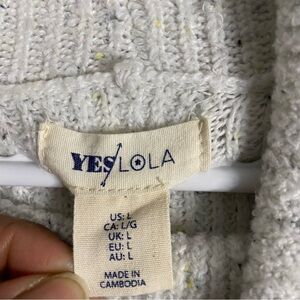 YES/LOLA
US: L
CA: L/G
UK: L
EU: L
AU: L
MADE IN
CAMBODIA